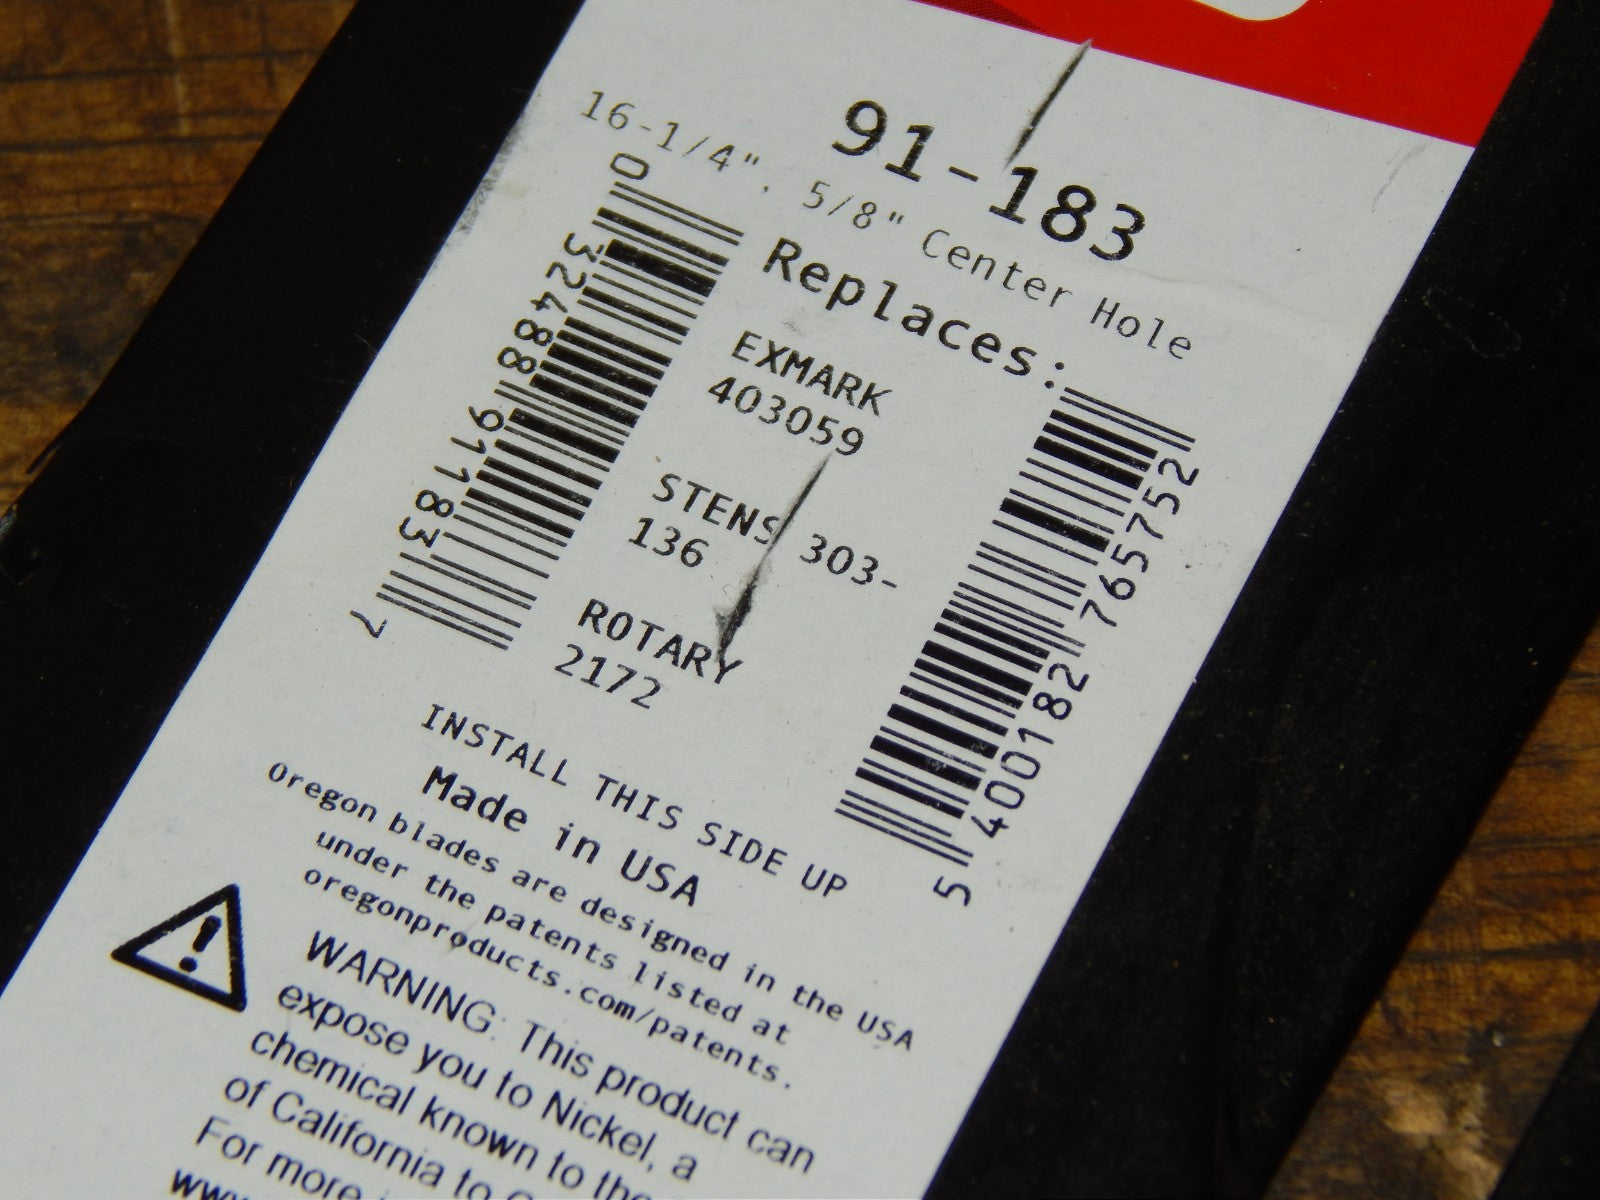 91-183
16-1/4", 5/8" Center Hole
Replaces:
EXMARK
403059
STENS 303-
136
ROTARY
2172
0 32488 91183 7
5 400182 765752
INSTALL THIS SIDE UP
Made in USA
Oregon blades are designed in the USA
under the patents listed at
oregonproducts.com/patents.
WARNING: This product can
expose you to Nickel, a
chemical known to the
of California to
For more